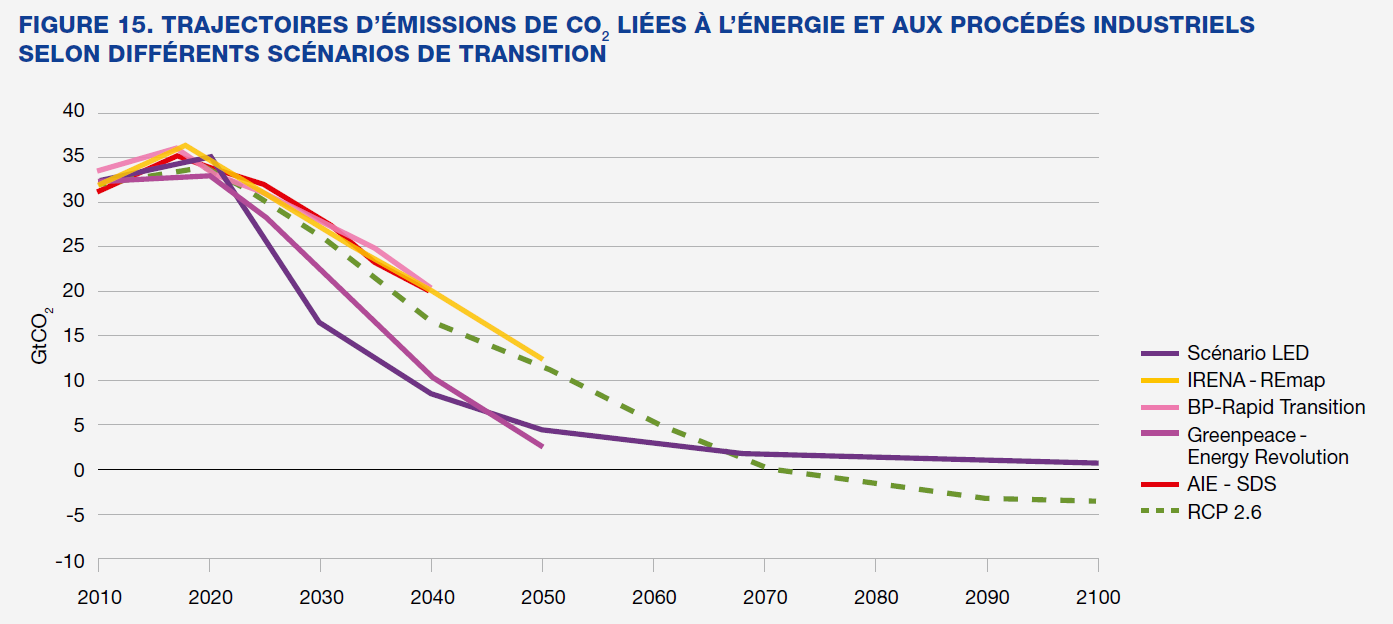 FIGURE 15. TRAJECTOIRES D’ÉMISSIONS DE CO₂ LIÉES À L’ÉNERGIE ET AUX PROCÉDÉS INDUSTRIELS
SELON DIFFÉRENTS SCÉNARIOS DE TRANSITION
40
35
30
25
20
15
10
5
0
-5
-10
GtCO₂
2010 2020 2030 2040 2050 2060 2070 2080 2090 2100
Scénario LED
IRENA - REmap
BP-Rapid Transition
Greenpeace -
Energy Revolution
AIE - SDS
RCP 2.6